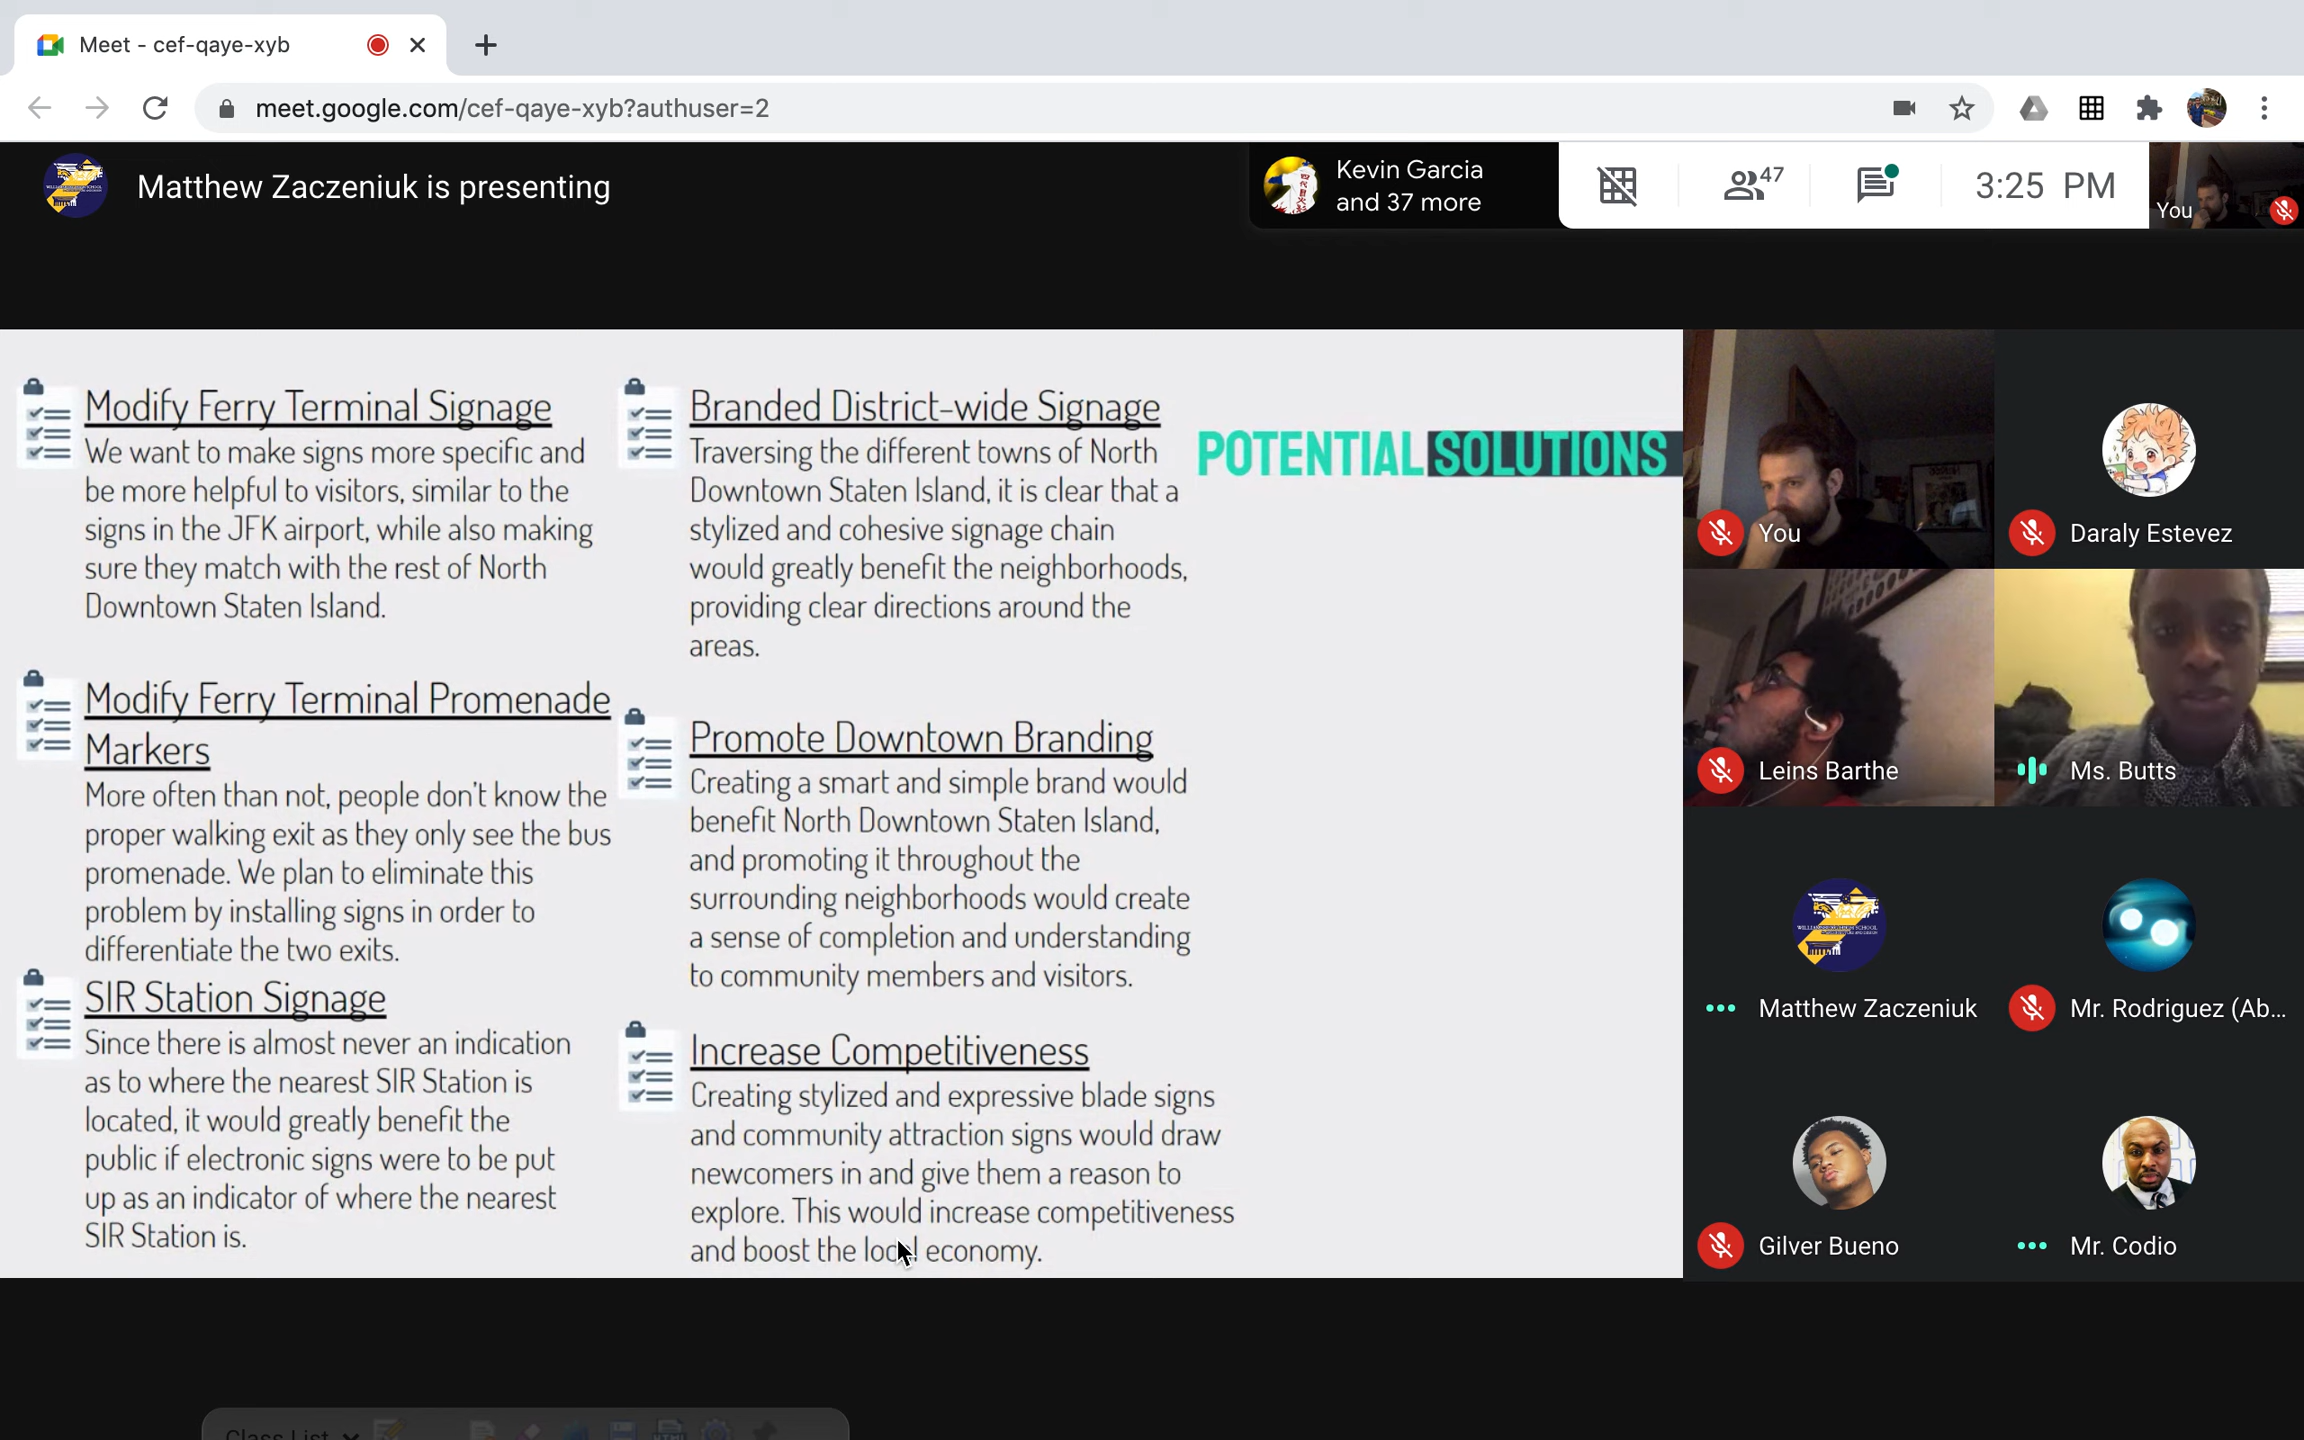 Meet - cef-qaye-xyb
meet.google.com/cef-qaye-xyb?authuser=2
Matthew Zaczeniuk is presenting
Kevin Garcia
and 37 more
47
3:25 PM
You
Modify Ferry Terminal Signage
We want to make signs more specific and
be more helpful to visitors, similar to the
signs in the JFK airport, while also making
sure they match with the rest of North
Downtown Staten Island.
Modify Ferry Terminal Promenade
Markers
More often than not, people don't know the
proper walking exit as they only see the bus
promenade. We plan to eliminate this
problem by installing signs in order to
differentiate the two exits.
SIR Station Signage
Since there is almost never an indication
as to where the nearest SIR Station is
located, it would greatly benefit the
public if electronic signs were to be put
up as an indicator of where the nearest
SIR Station is.
Branded District-wide Signage
Traversing the different towns of North
Downtown Staten Island, it is clear that a
stylized and cohesive signage chain
would greatly benefit the neighborhoods,
providing clear directions around the
areas.
Promote Downtown Branding
Creating a smart and simple brand would
benefit North Downtown Staten Island,
and promoting it throughout the
surrounding neighborhoods would create
a sense of completion and understanding
to community members and visitors.
Increase Competitiveness
Creating stylized and expressive blade signs
and community attraction signs would draw
newcomers in and give them a reason to
explore. This would increase competitiveness
and boost the local economy.
POTENTIAL SOLUTIONS
You
Daraly Estevez
Leins Barthe
Ms. Butts
Matthew Zaczeniuk
Mr. Rodriguez (Ab...
Gilver Bueno
Mr. Codio
Class List